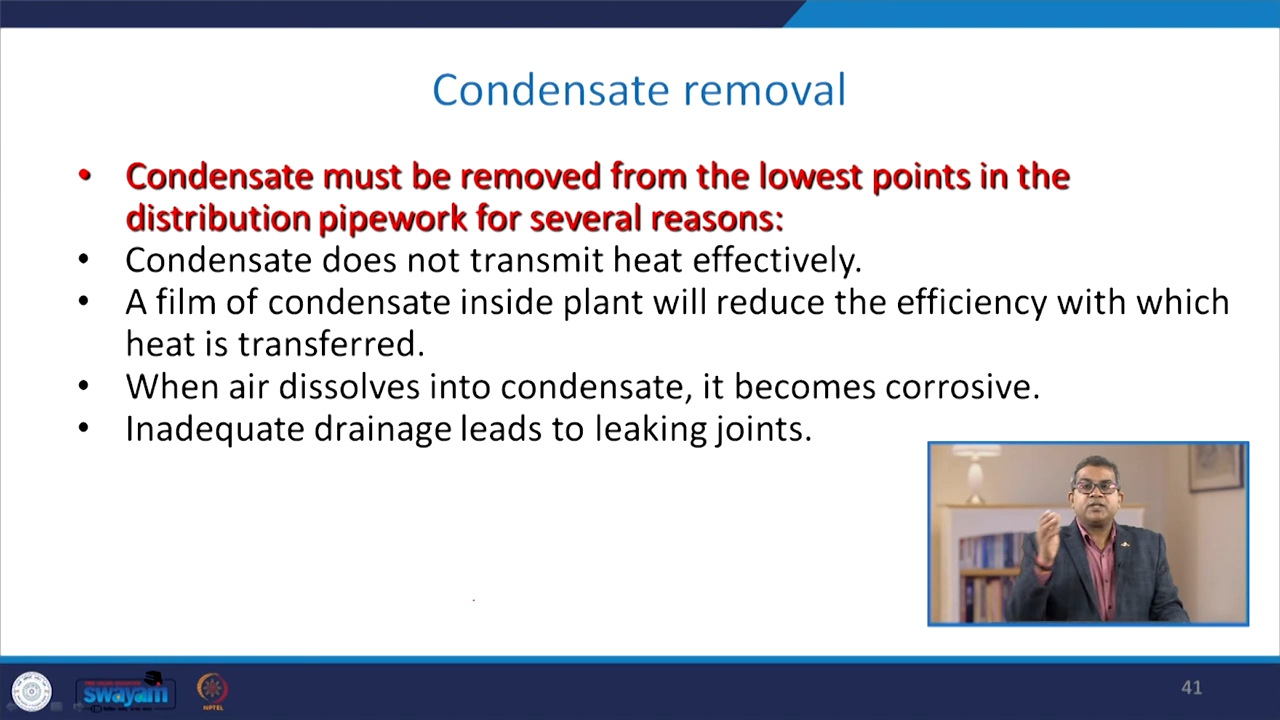 Condensate removal
• Condensate must be removed from the lowest points in the
distribution pipework for several reasons:
• Condensate does not transmit heat effectively.
• A film of condensate inside plant will reduce the efficiency with which
heat is transferred.
• When air dissolves into condensate, it becomes corrosive.
• Inadequate drainage leads to leaking joints.
swayam
NPTEL
41